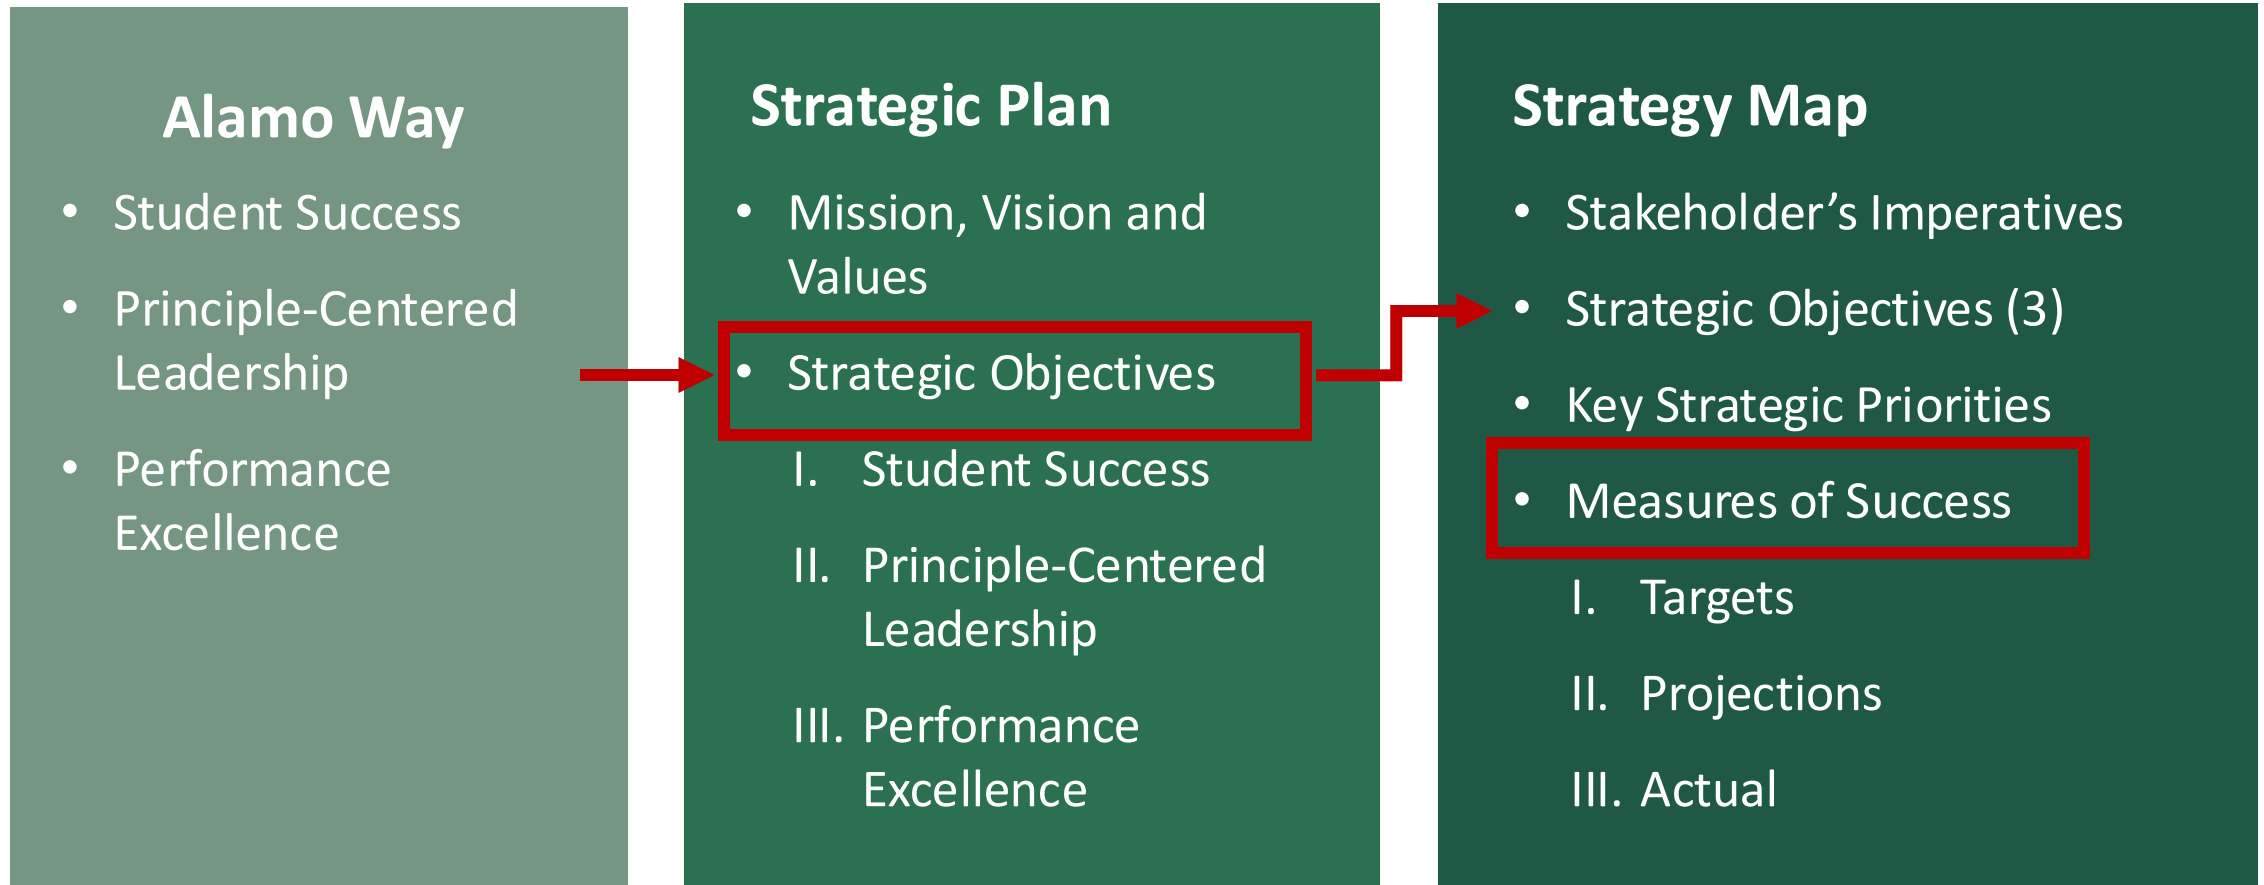 Alamo Way
• Student Success
• Principle-Centered
Leadership
• Performance
Excellence
Strategic Plan
• Mission, Vision and
Values
• Strategic Objectives
I. Student Success
II. Principle-Centered
Leadership
III. Performance
Excellence
Strategy Map
• Stakeholder’s Imperatives
• Strategic Objectives (3)
• Key Strategic Priorities
• Measures of Success
I. Targets
II. Projections
III. Actual